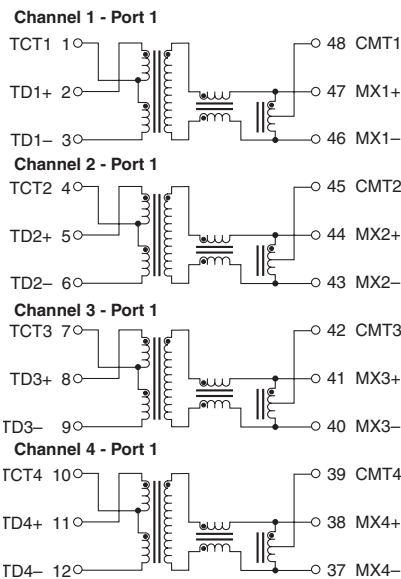 Channel 1 - Port 1
TCT1 1 48 CMT1
TD1+ 2 47 MX1+
TD1– 3 46 MX1–
Channel 2 - Port 1
TCT2 4 45 CMT2
TD2+ 5 44 MX2+
TD2– 6 43 MX2–
Channel 3 - Port 1
TCT3 7 42 CMT3
TD3+ 8 41 MX3+
TD3– 9 40 MX3–
Channel 4 - Port 1
TCT4 10 39 CMT4
TD4+ 11 38 MX4+
TD4– 12 37 MX4–